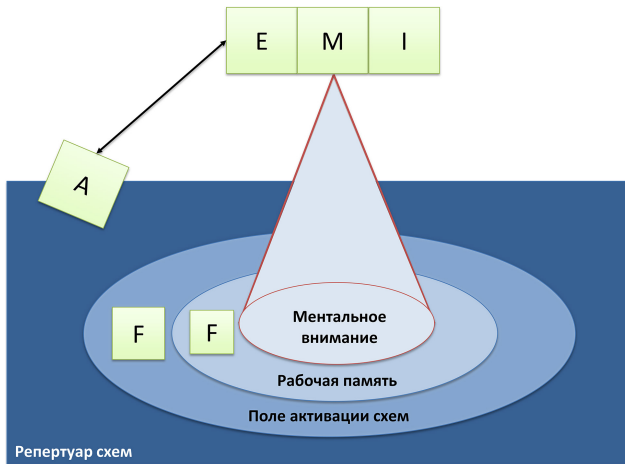 E M I
A
F F
Ментальное
внимание
Рабочая память
Поле активации схем
Репертуар схем